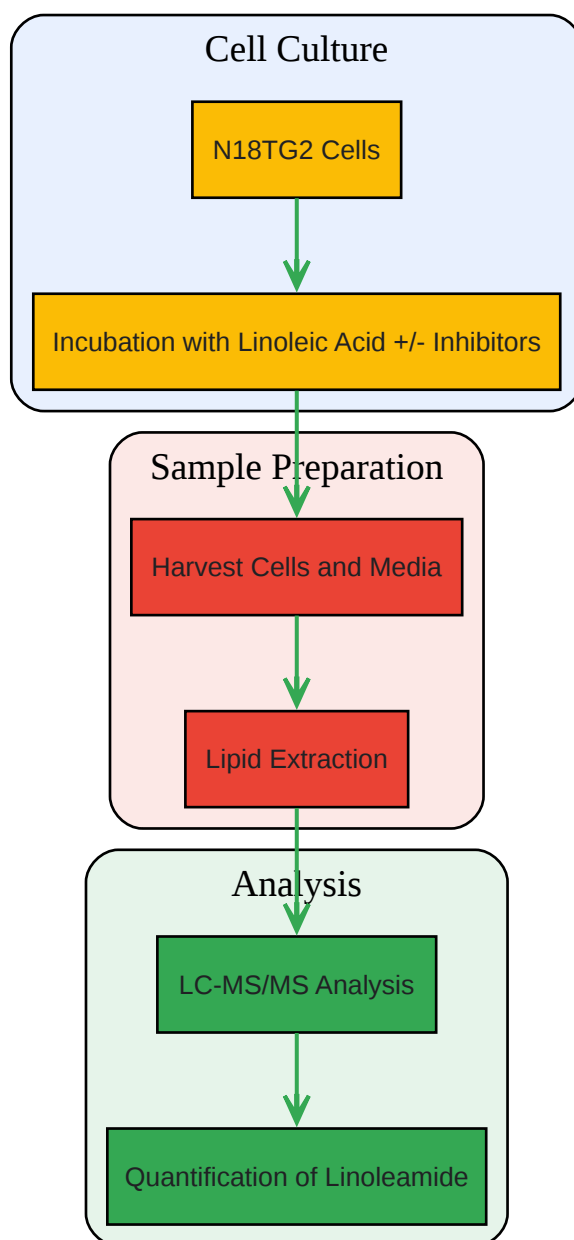 Cell Culture
N18TG2 Cells
Incubation with Linoleic Acid +/- Inhibitors
Sample Preparation
Harvest Cells and Media
Lipid Extraction
Analysis
LC-MS/MS Analysis
Quantification of Linoleamide